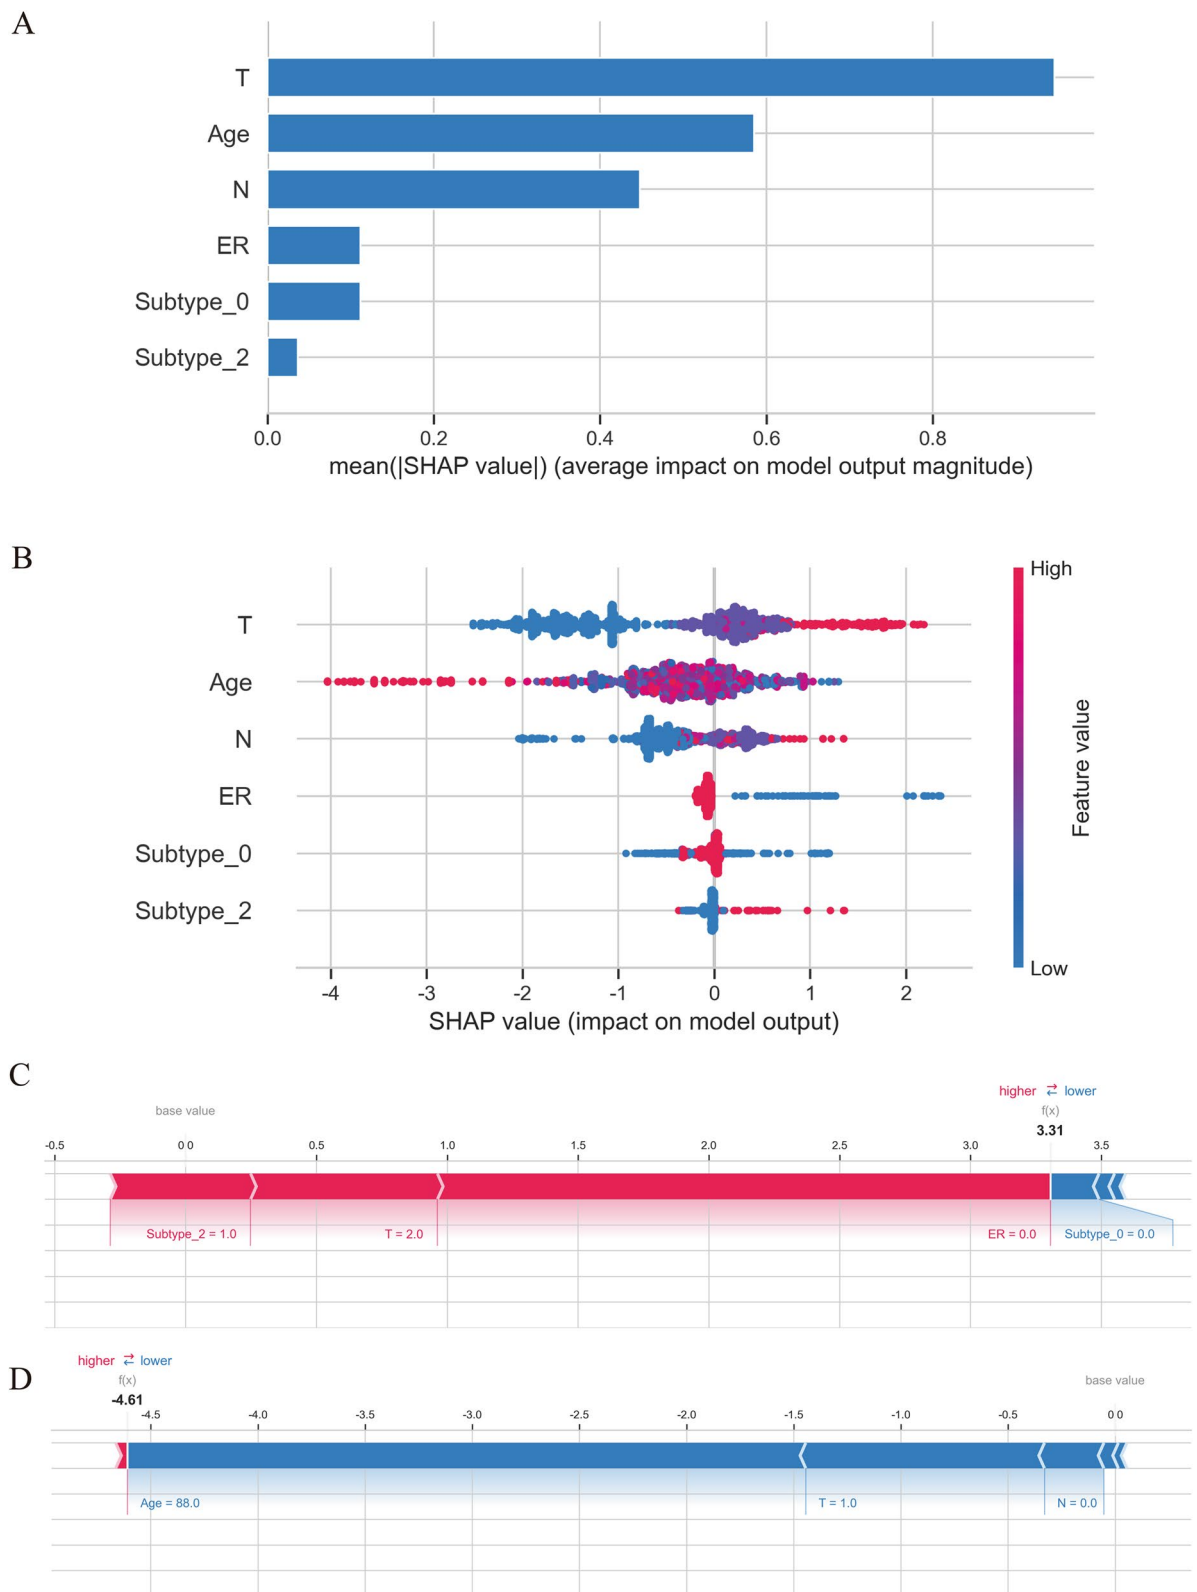 A
T
Age
N
ER
Subtype_0
Subtype_2
0.0 0.2 0.4 0.6 0.8
mean(|SHAP value|) (average impact on model output magnitude)
B
High
T
Age
N
ER
Subtype_0
Subtype_2
Feature value
Low
-4 -3 -2 -1 0 1 2
SHAP value (impact on model output)
C
higher ⇄ lower
base value f(x)
3.31
-0.5 0.0 0.5 1.0 1.5 2.0 2.5 3.0 3.5
Subtype_2 = 1.0 T = 2.0 ER = 0.0 Subtype_0 = 0.0
higher ⇄ lower
D
f(x) base value
-4.61
-4.5 -4.0 -3.5 -3.0 -2.5 -2.0 -1.5 -1.0 -0.5 0.0
Age = 88.0 T = 1.0 N = 0.0